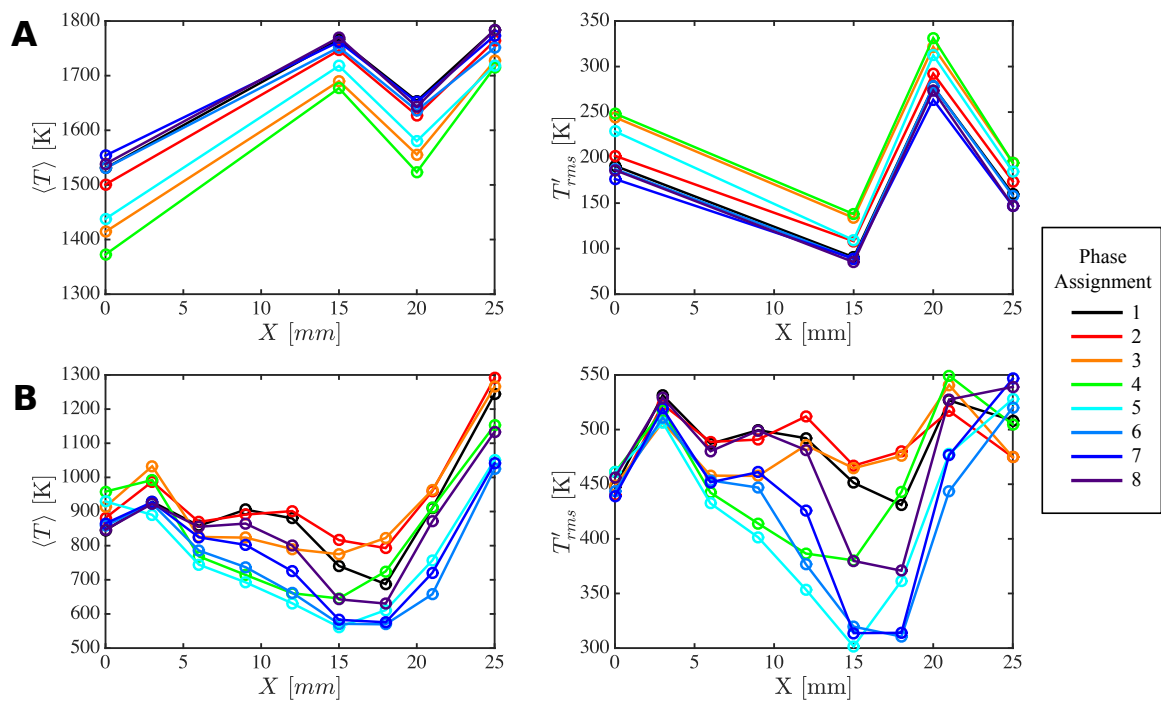 A
1800
1700
1600
1500
1400
1300
⟨T⟩ [K]
0 5 10 15 20 25
X [mm]
350
300
250
200
150
100
50
T′rms [K]
0 5 10 15 20 25
X [mm]
B
1300
1200
1100
1000
900
800
700
600
500
⟨T⟩ [K]
0 5 10 15 20 25
X [mm]
550
500
450
400
350
300
T′rms [K]
0 5 10 15 20 25
X [mm]
Phase
Assignment
1
2
3
4
5
6
7
8